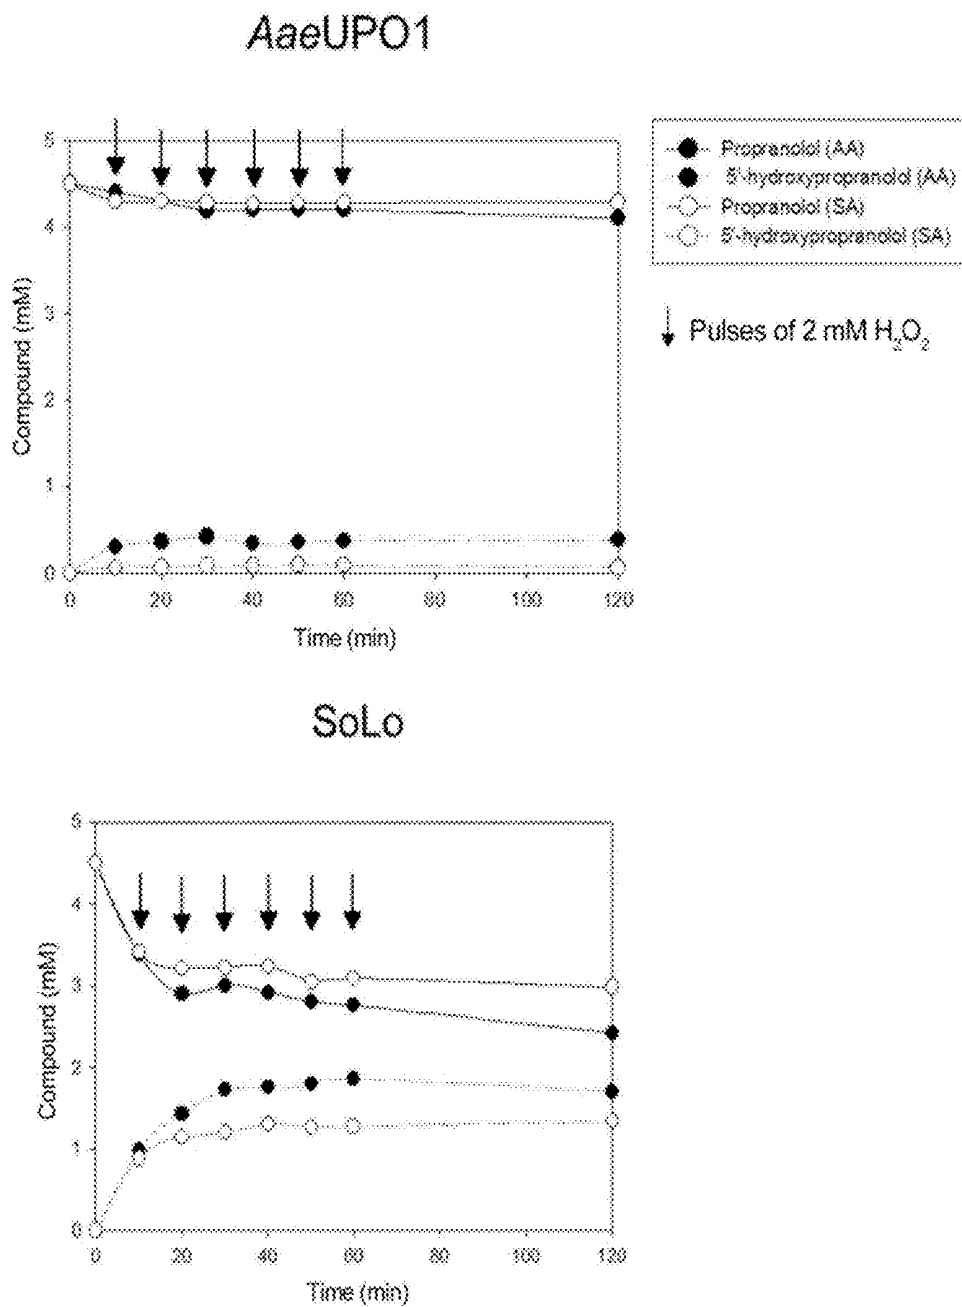 AaeUPO1
Propranolol (AA)
5'-hydroxypropranolol (AA)
Propranolol (SA)
5'-hydroxypropranolol (SA)
Pulses of 2 mM H₂O₂
Compound (mM)
5
4
3
2
1
0
0 20 40 60 80 100 120
Time (min)
SoLo
Compound (mM)
5
4
3
2
1
0
0 20 40 60 80 100 120
Time (min)